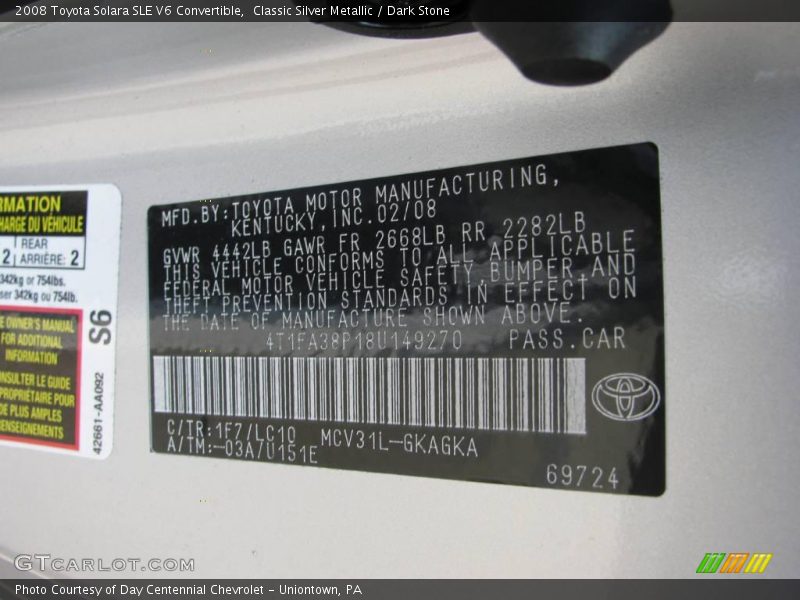 2008 Toyota Solara SLE V6 Convertible, Classic Silver Metallic / Dark Stone
RMATION
HARGE DU VÉHICULE
2 REAR
ARRIÈRE: 2
342kg or 754lbs.
ser 342kg ou 754lb.
E OWNER'S MANUAL
FOR ADDITIONAL
INFORMATION
NSULTER LE GUIDE
PROPRIÉTAIRE POUR
DE PLUS AMPLES
RENSEIGNEMENTS
S6
42661-AA092
MFD.BY:TOYOTA MOTOR MANUFACTURING,
KENTUCKY,INC.02/08
GVWR 4442LB GAWR FR 2668LB RR 2282LB
THIS VEHICLE CONFORMS TO ALL APPLICABLE
FEDERAL MOTOR VEHICLE SAFETY,BUMPER AND
THEFT PREVENTION STANDARDS IN EFFECT ON
THE DATE OF MANUFACTURE SHOWN ABOVE.
4T1FA38P18U149270 PASS.CAR
C/TR:1F7/LC10 MCV31L-GKAGKA
A/TM:-03A/U151E
69724
GTCARLOT.COM
Photo Courtesy of Day Centennial Chevrolet - Uniontown, PA